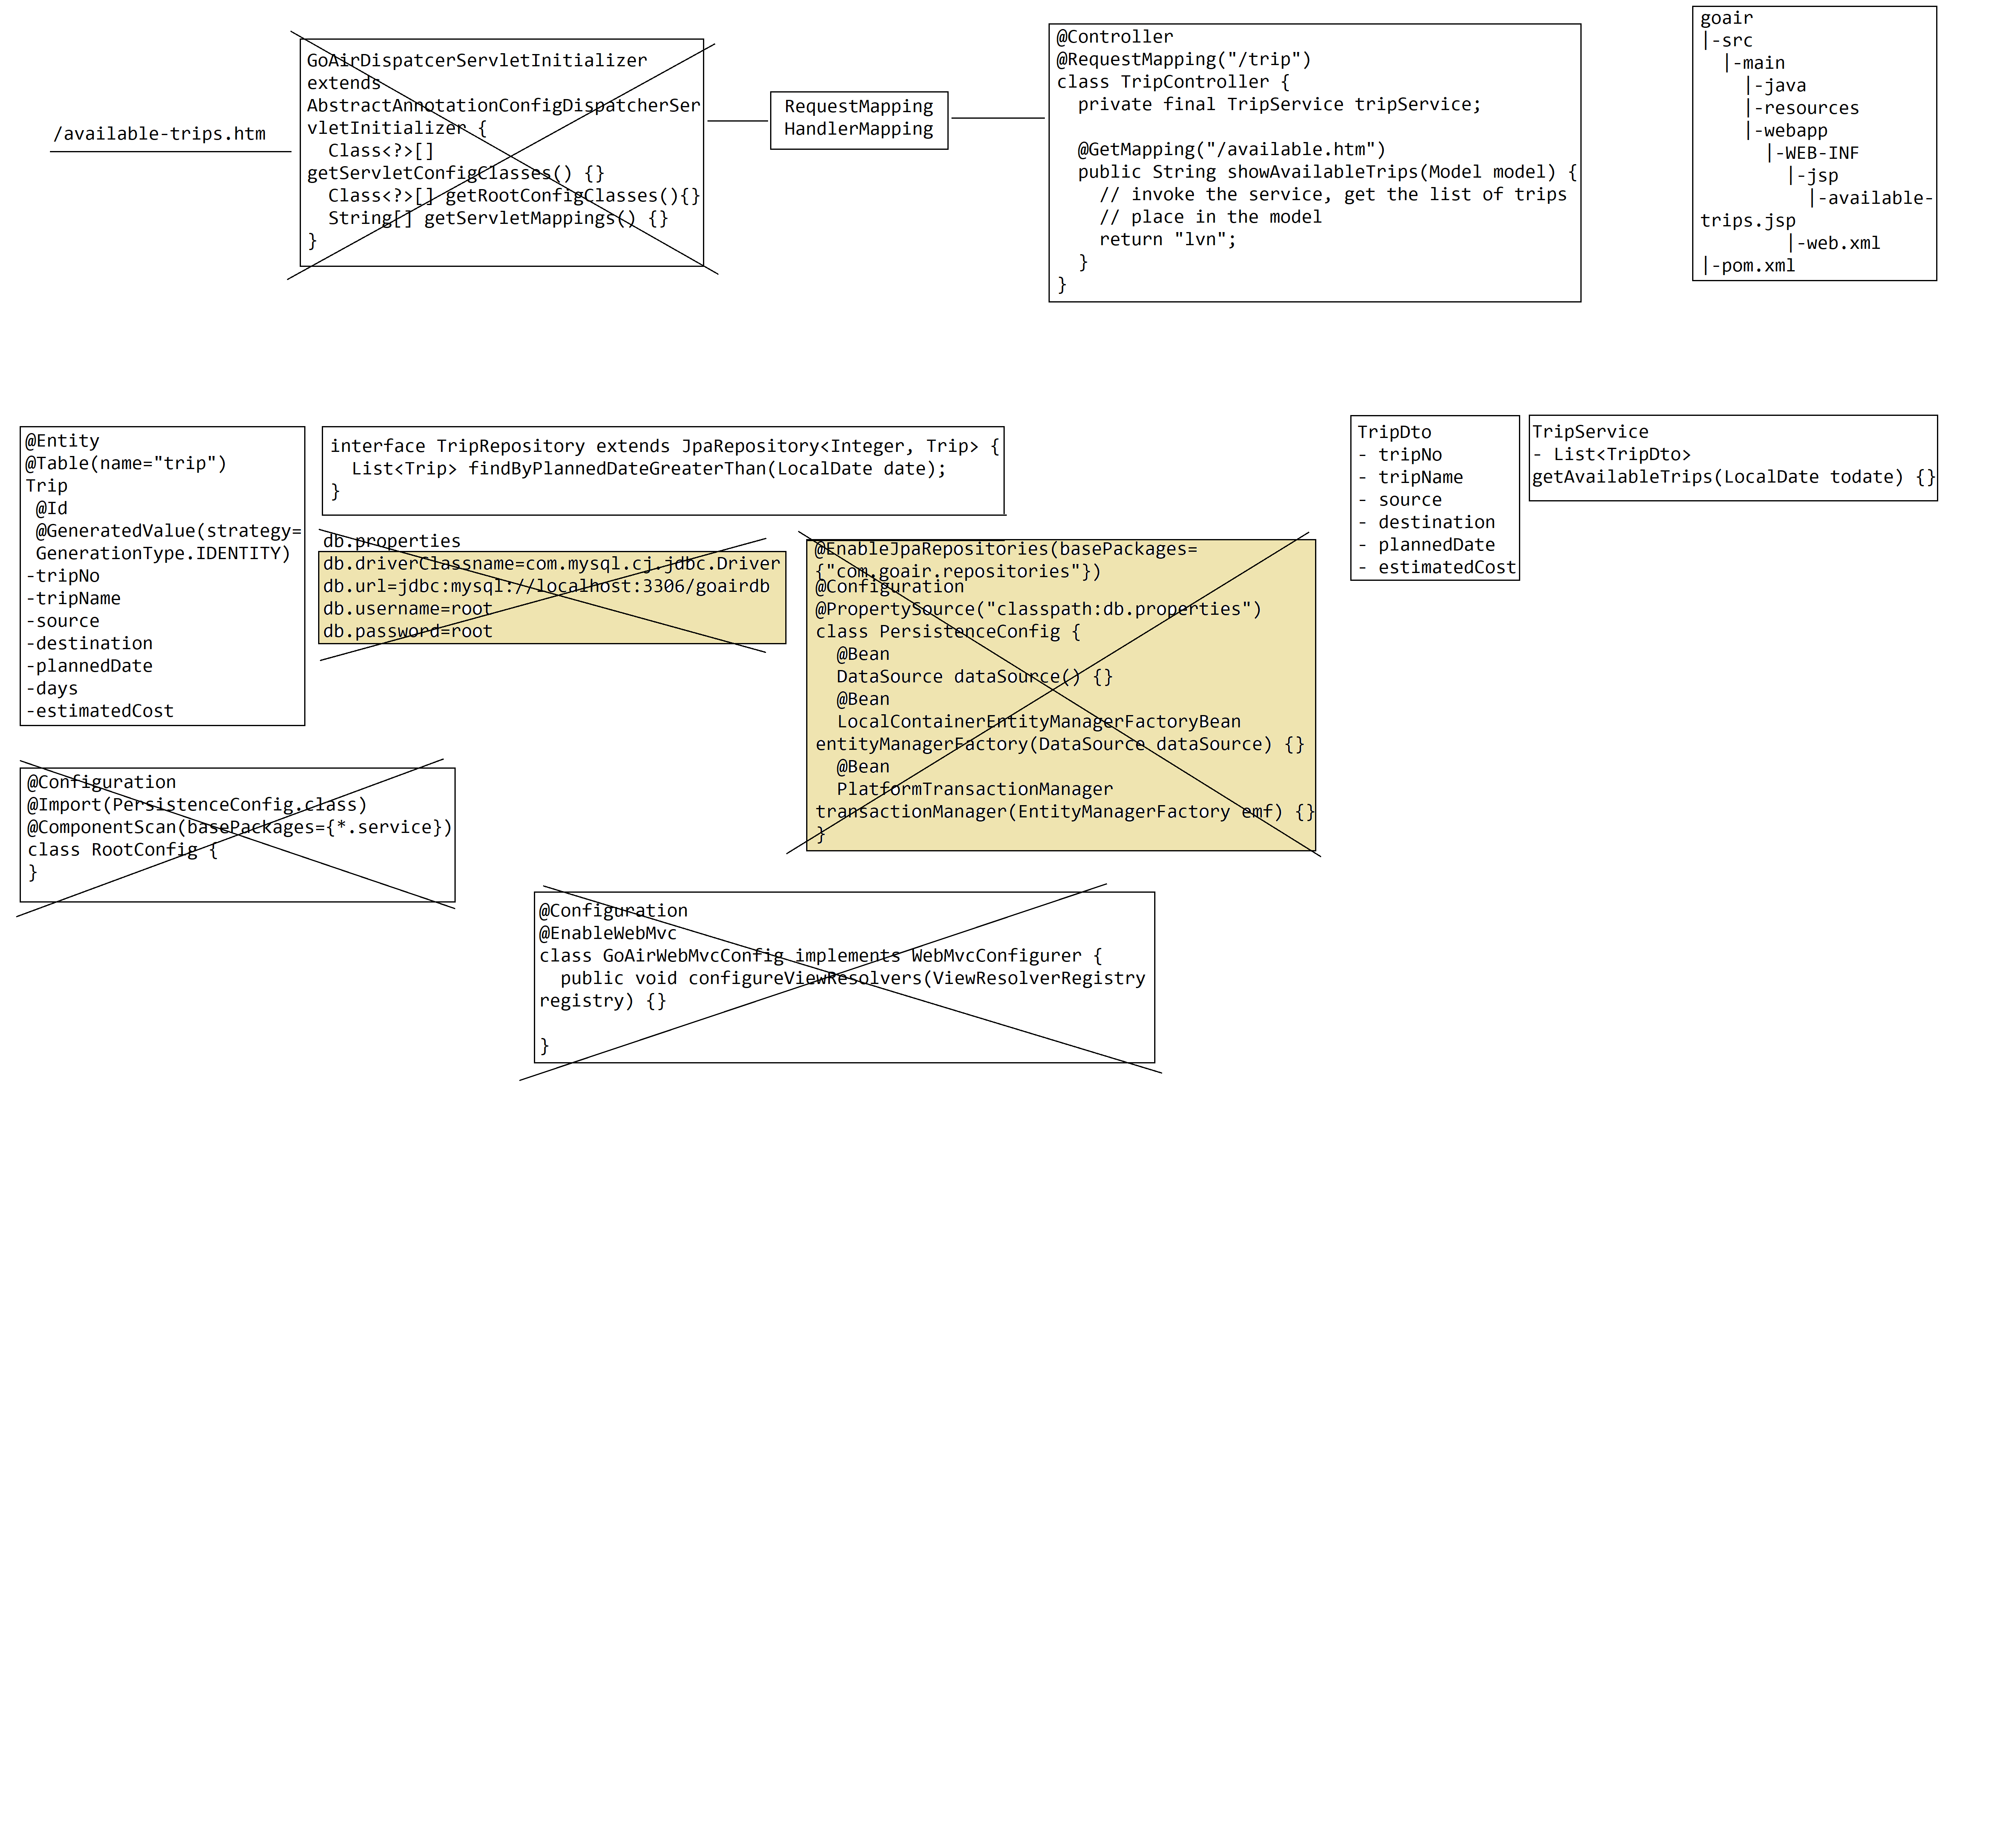 /available-trips.htm
GoAirDispatcerServletInitializer
extends
AbstractAnnotationConfigDispatcherSer
vletInitializer {
  Class<?>[]
getServletConfigClasses() {}
  Class<?>[] getRootConfigClasses(){}
  String[] getServletMappings() {}
}
RequestMapping
HandlerMapping
@Controller
@RequestMapping("/trip")
class TripController {
  private final TripService tripService;

  @GetMapping("/available.htm")
  public String showAvailableTrips(Model model) {
    // invoke the service, get the list of trips
    // place in the model
    return "lvn";
  }
}
goair
|-src
  |-main
    |-java
    |-resources
    |-webapp
      |-WEB-INF
        |-jsp
          |-available-
trips.jsp
        |-web.xml
|-pom.xml
@Entity
@Table(name="trip")
Trip
 @Id
 @GeneratedValue(strategy=
 GenerationType.IDENTITY)
-tripNo
-tripName
-source
-destination
-plannedDate
-days
-estimatedCost
interface TripRepository extends JpaRepository<Integer, Trip> {
  List<Trip> findByPlannedDateGreaterThan(LocalDate date);
}
db.properties
db.driverClassname=com.mysql.cj.jdbc.Driver
db.url=jdbc:mysql://localhost:3306/goairdb
db.username=root
db.password=root
@EnableJpaRepositories(basePackages=
{"com.goair.repositories"})
@Configuration
@PropertySource("classpath:db.properties")
class PersistenceConfig {
  @Bean
  DataSource dataSource() {}
  @Bean
  LocalContainerEntityManagerFactoryBean
entityManagerFactory(DataSource dataSource) {}
  @Bean
  PlatformTransactionManager
transactionManager(EntityManagerFactory emf) {}
}
TripDto
- tripNo
- tripName
- source
- destination
- plannedDate
- estimatedCost
TripService
- List<TripDto>
getAvailableTrips(LocalDate todate) {}
@Configuration
@Import(PersistenceConfig.class)
@ComponentScan(basePackages={*.service})
class RootConfig {
}
@Configuration
@EnableWebMvc
class GoAirWebMvcConfig implements WebMvcConfigurer {
  public void configureViewResolvers(ViewResolverRegistry
registry) {}

}